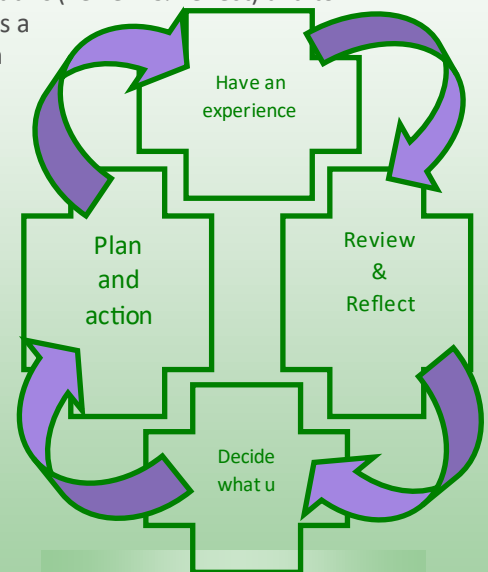 s a
Have an
experience
Review
&
Reflect
Decide
what u
Plan
and
action